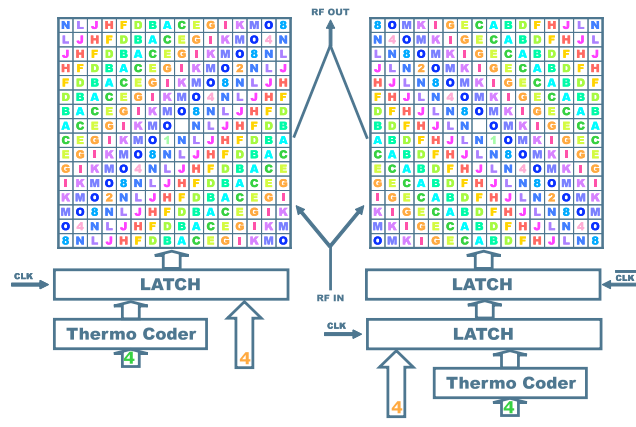 RF OUT
N L J H F D B A C E G I K M O 8
L J H F D B A C E G I K M O 4 N
J H F D B A C E G I K M O 8 N L
H F D B A C E G I K M O 2 N L J
F D B A C E G I K M O 8 N L J H
D B A C E G I K M O 4 N L J H F
B A C E G I K M O 8 N L J H F D
A C E G I K M O N L J H F D B
C E G I K M O 1 N L J H F D B A
E G I K M O 8 N L J H F D B A C
G I K M O 4 N L J H F D B A C E
I K M O 8 N L J H F D B A C E G
K M O 2 N L J H F D B A C E G I
M O 8 N L J H F D B A C E G I K
O 4 N L J H F D B A C E G I K M
8 N L J H F D B A C E G I K M O
8 O M K I G E C A B D F H J L N
N 4 O M K I G E C A B D F H J L
L N 8 O M K I G E C A B D F H J
J L N 2 O M K I G E C A B D F H
H J L N 8 O M K I G E C A B D F
F H J L N 4 O M K I G E C A B D
D F H J L N 8 O M K I G E C A B
B D F H J L N O M K I G E C A
A B D F H J L N 1 O M K I G E C
C A B D F H J L N 8 O M K I G E
E C A B D F H J L N 4 O M K I G
G E C A B D F H J L N 8 O M K I
I G E C A B D F H J L N 2 O M K
K I G E C A B D F H J L N 8 O M
M K I G E C A B D F H J L N 4 O
O M K I G E C A B D F H J L N 8
RF IN
CLK
LATCH
Thermo Coder
4
4
LATCH
CLK
CLK
LATCH
4
Thermo Coder
4